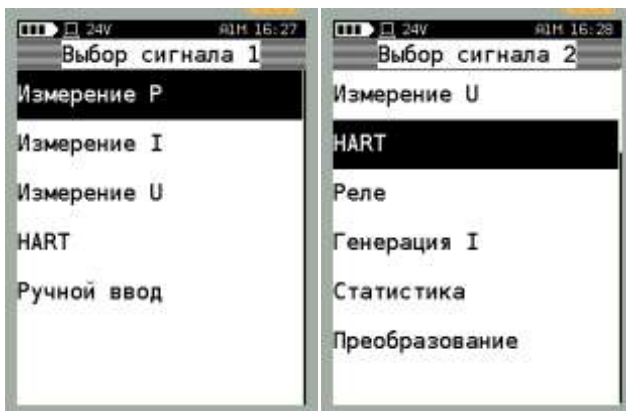 24V A1M 16:27
Выбор сигнала 1
Измерение P
Измерение I
Измерение U
HART
Ручной ввод
24V A1M 16:28
Выбор сигнала 2
Измерение U
HART
Реле
Генерация I
Статистика
Преобразование